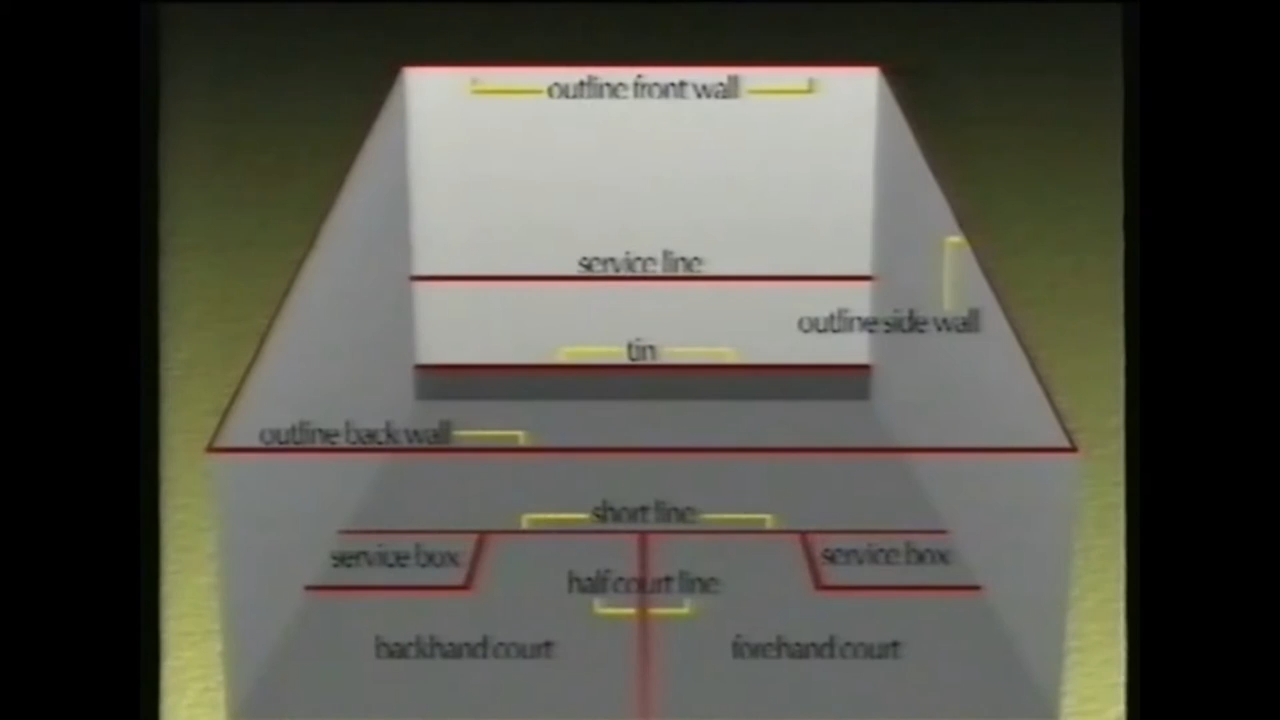 outline front wall
service line
outline side wall
tin
outline back wall
short line
service box
service box
half court line
backhand court
forehand court